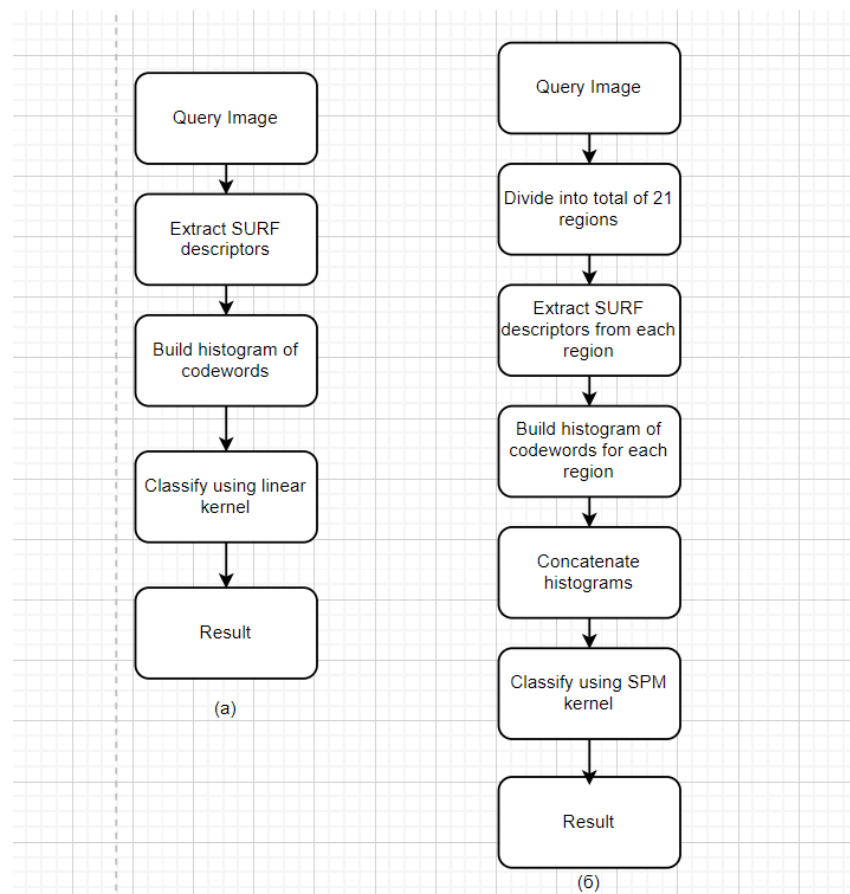 Query Image
Extract SURF
descriptors
Build histogram of
codewords
Classify using linear
kernel
Result
(а)
Query Image
Divide into total of 21
regions
Extract SURF
descriptors from each
region
Build histogram of
codewords for each
region
Concatenate
histograms
Classify using SPM
kernel
Result
(б)